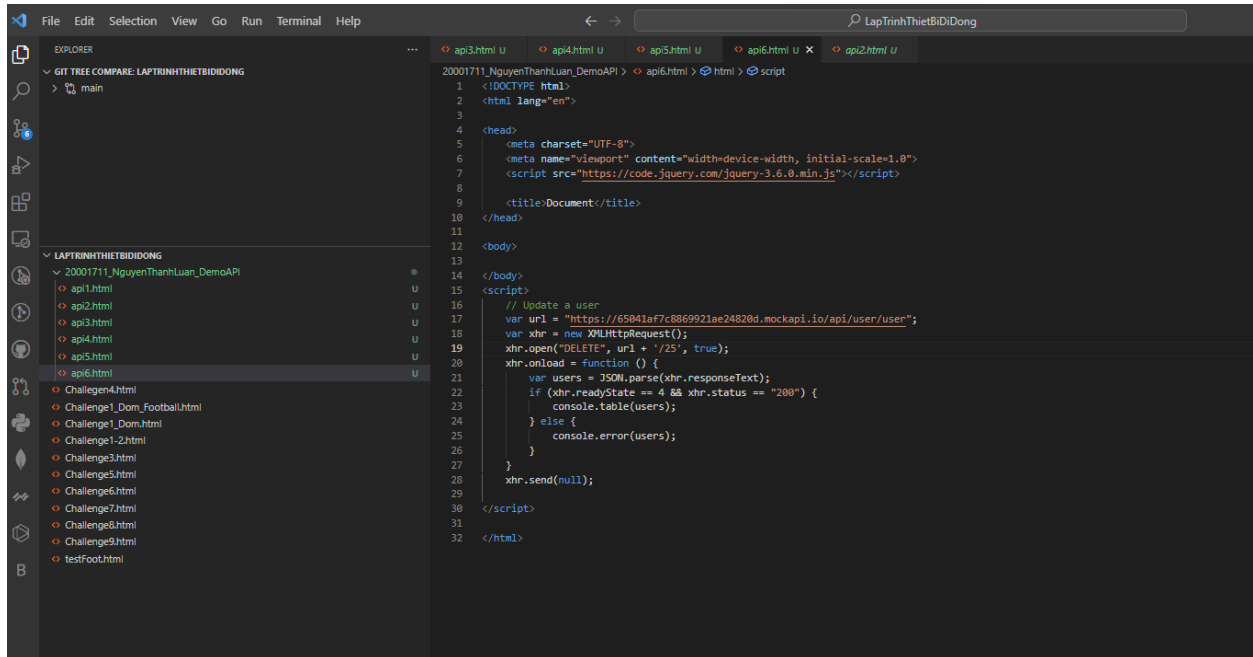 File Edit Selection View Go Run Terminal Help
LapTrinhThietBiDiDong
EXPLORER
GIT TREE COMPARE: LAPTRINHTHIETBIDIDONG
main
6
LAPTRINHTHIETBIDIDONG
20001711_NguyenThanhLuan_DemoAPI
api1.html U
api2.html U
api3.html U
api4.html U
api5.html U
api6.html U
Challegen4.html
Challenge1_Dom_Football.html
Challenge1_Dom.html
Challenge1-2.html
Challenge3.html
Challenge5.html
Challenge6.html
Challenge7.html
Challenge8.html
Challenge9.html
testFoot.html
B
api3.html U api4.html U api5.html U api6.html U api2.html U
20001711_NguyenThanhLuan_DemoAPI > api6.html > html > script
1 <!DOCTYPE html>
2 <html lang="en">
3
4 <head>
5 <meta charset="UTF-8">
6 <meta name="viewport" content="width=device-width, initial-scale=1.0">
7 <script src="https://code.jquery.com/jquery-3.6.0.min.js"></script>
8
9 <title>Document</title>
10 </head>
11
12 <body>
13
14 </body>
15 <script>
16 // Update a user
17 var url = "https://65041af7c8869921ae24820d.mockapi.io/api/user/user";
18 var xhr = new XMLHttpRequest();
19 xhr.open("DELETE", url + '/25', true);
20 xhr.onload = function () {
21 var users = JSON.parse(xhr.responseText);
22 if (xhr.readyState == 4 && xhr.status == "200") {
23 console.table(users);
24 } else {
25 console.error(users);
26 }
27 }
28 xhr.send(null);
29
30 </script>
31
32 </html>